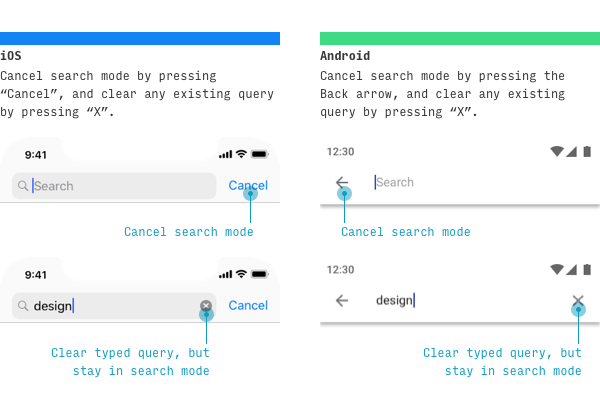 iOS
Cancel search mode by pressing
“Cancel”, and clear any existing query
by pressing “X”.
9:41
Search
Cancel
Cancel search mode
9:41
design
Cancel
Clear typed query, but
stay in search mode
Android
Cancel search mode by pressing the
Back arrow, and clear any existing
query by pressing “X”.
12:30
Search
Cancel search mode
12:30
design
Clear typed query, but
stay in search mode